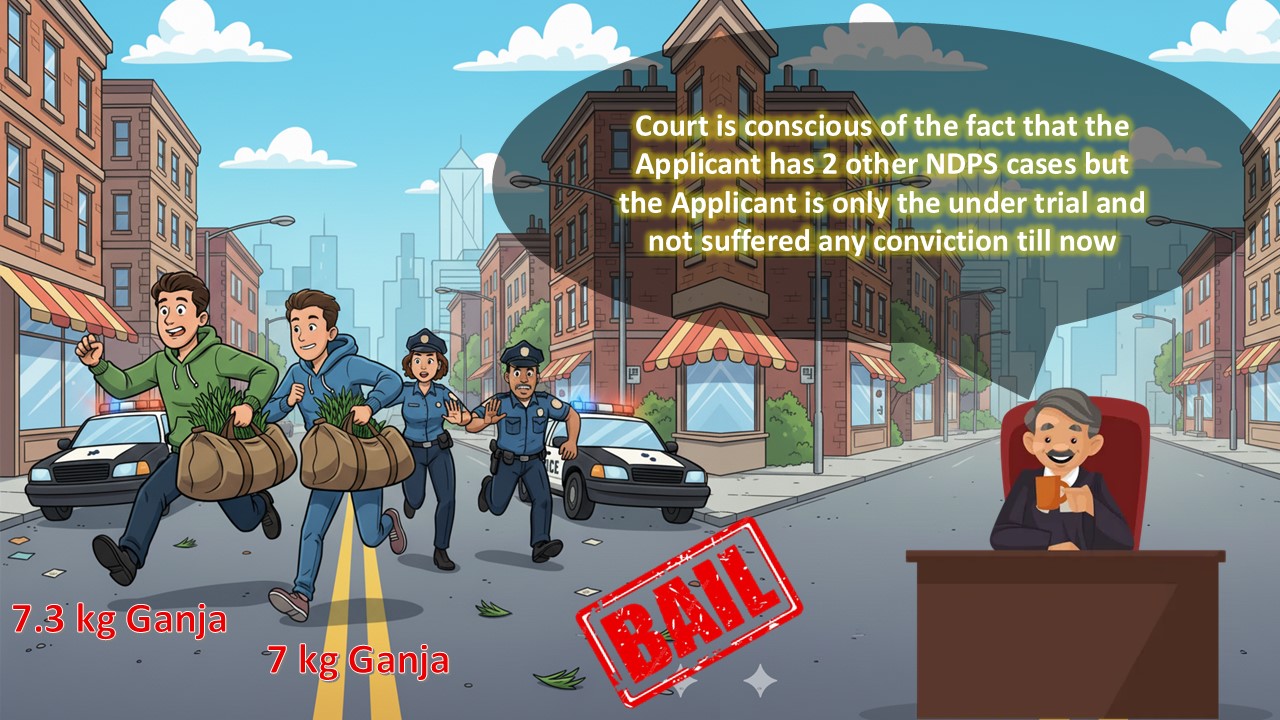 Court is conscious of the fact that the
Applicant has 2 other NDPS cases but
the Applicant is only the under trial and
not suffered any conviction till now
ICE
BAIL
7.3 kg Ganja
7 kg Ganja